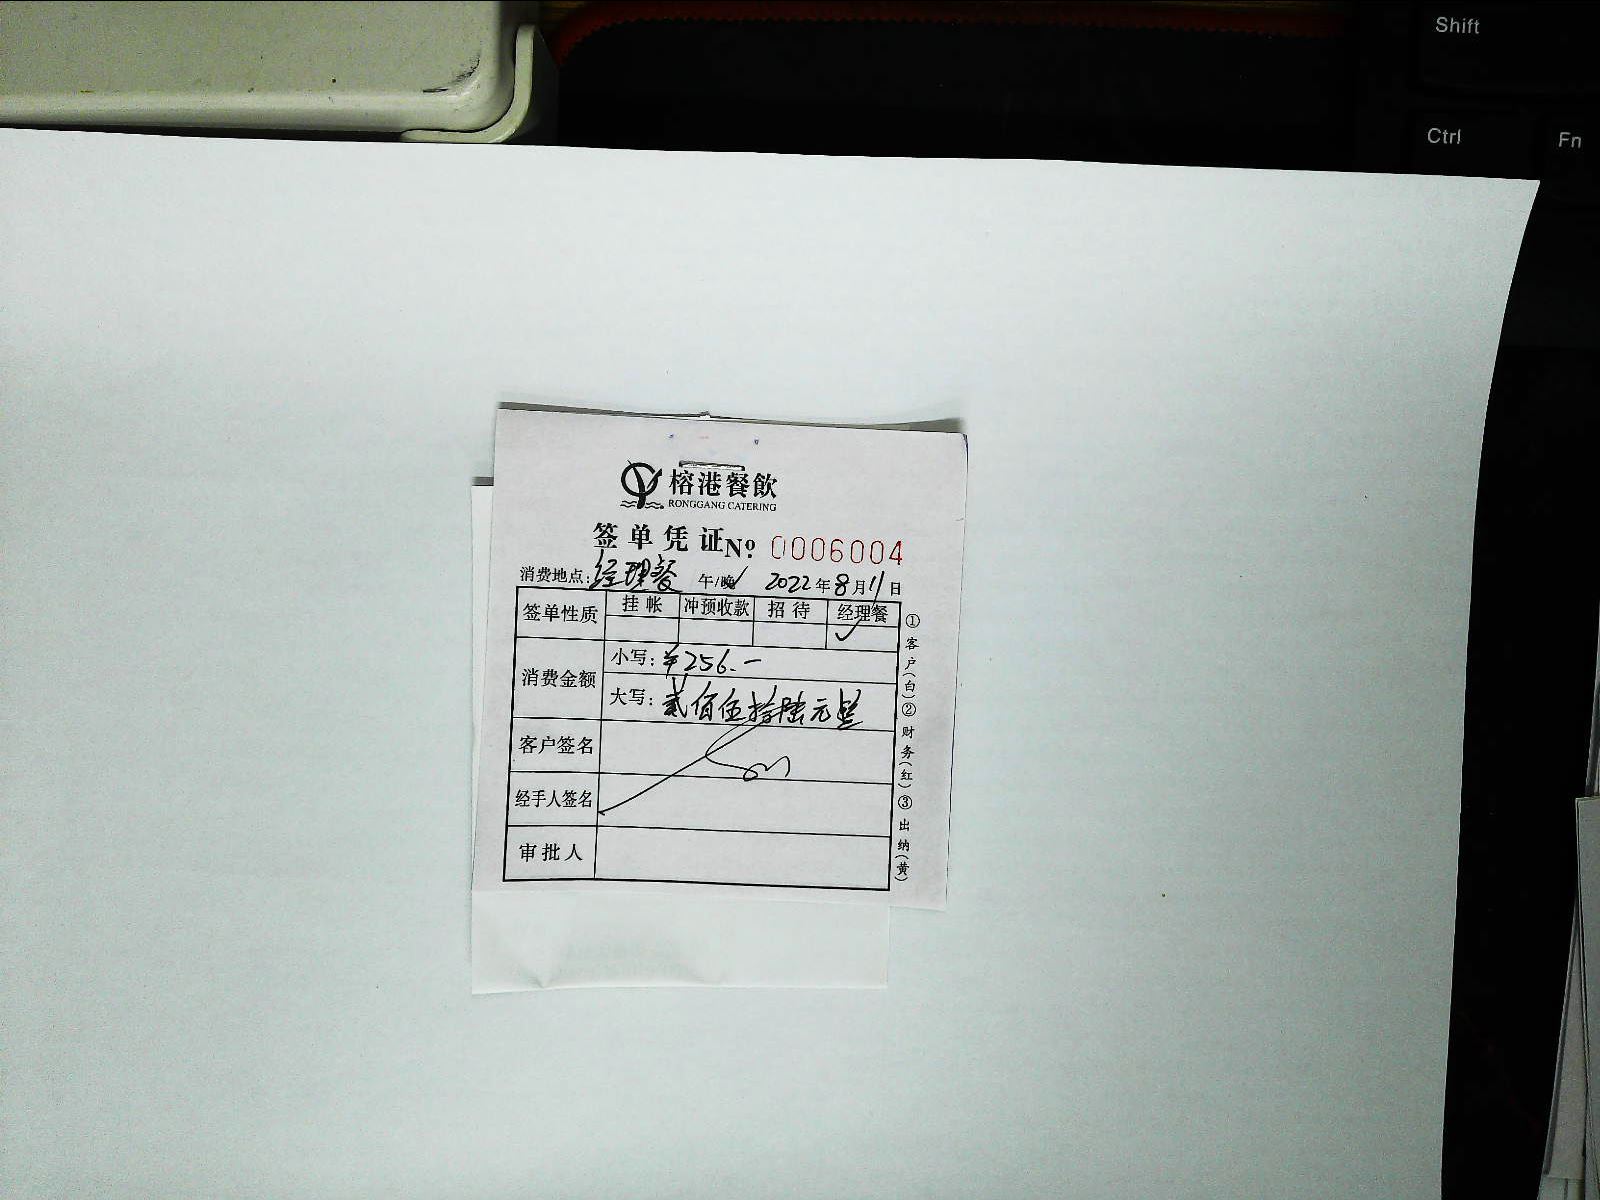 Shift
Ctrl Fn
榕港餐飲
RONGGANG CATERING
签单凭证 № 0006004
消费地点：经理餐 午/晚 2022年8月11日
签单性质 挂帐 冲预收款 招待 经理餐
✓
消费金额 小写：¥256.一
大写：贰佰伍拾陆元整
客户签名
经手人签名
审批人
①客户(白)②财务(红)③出纳(黄)